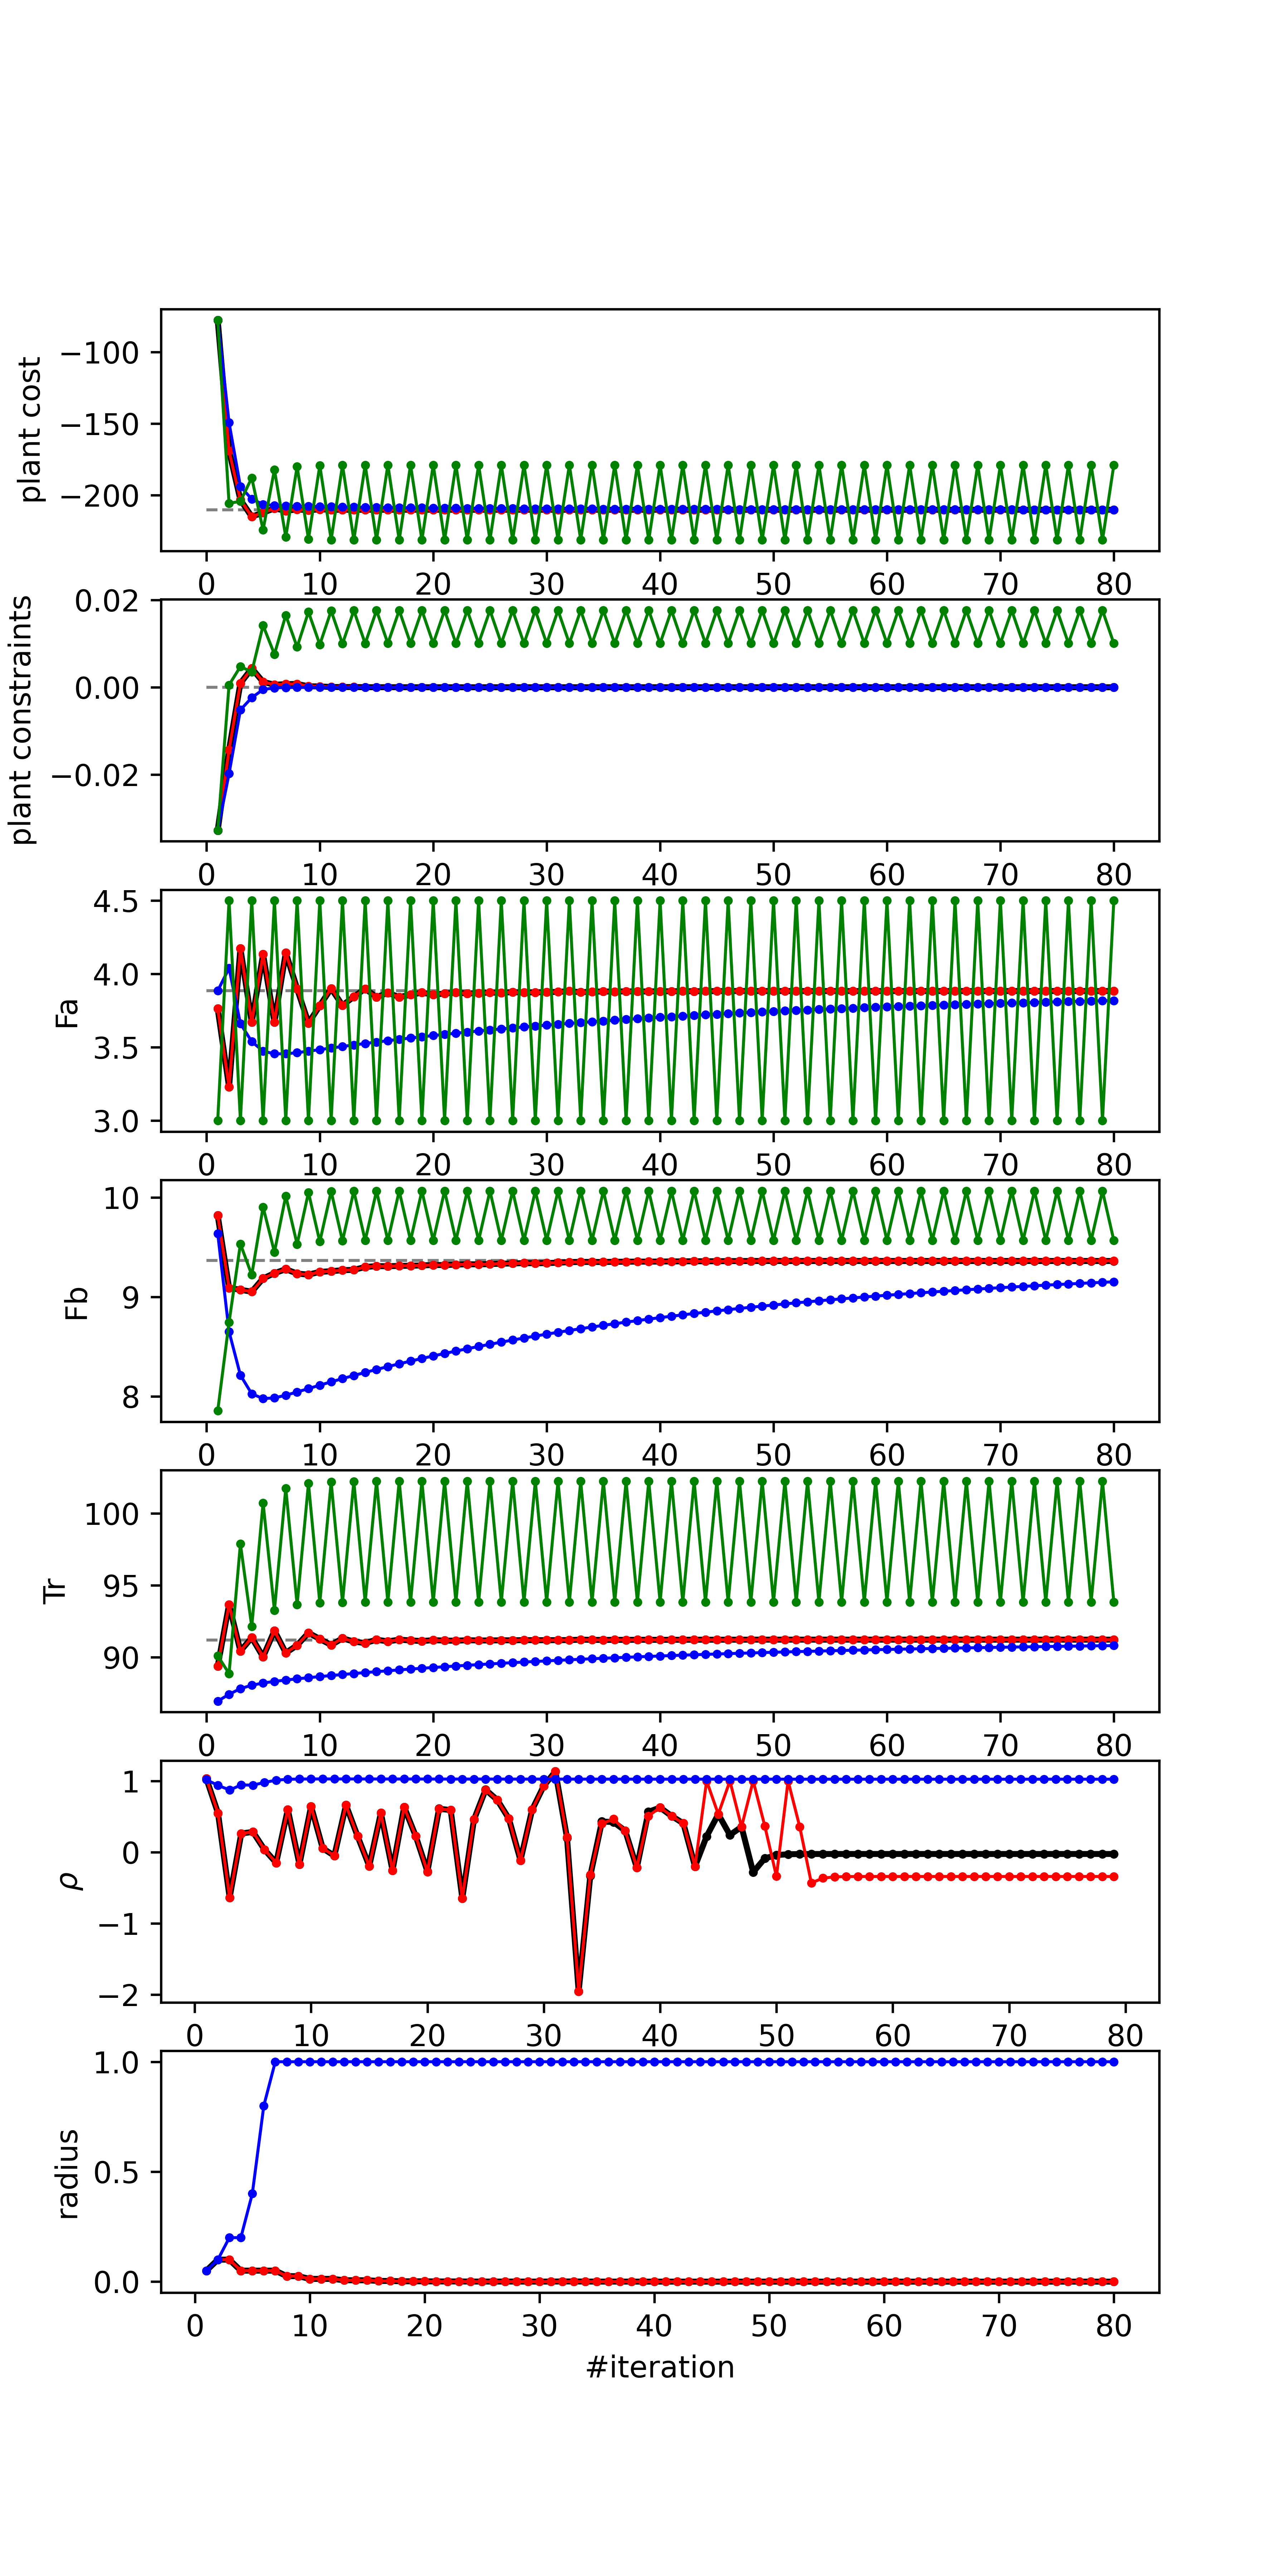 plant cost
−100
−150
−200
0 10 20 30 40 50 60 70 80
plant constraints
0.02
0.00
−0.02
0 10 20 30 40 50 60 70 80
Fa
4.5
4.0
3.5
3.0
0 10 20 30 40 50 60 70 80
Fb
10
9
8
0 10 20 30 40 50 60 70 80
Tr
100
95
90
0 10 20 30 40 50 60 70 80
ρ
1
0
−1
−2
0 10 20 30 40 50 60 70 80
radius
1.0
0.5
0.0
0 10 20 30 40 50 60 70 80
#iteration